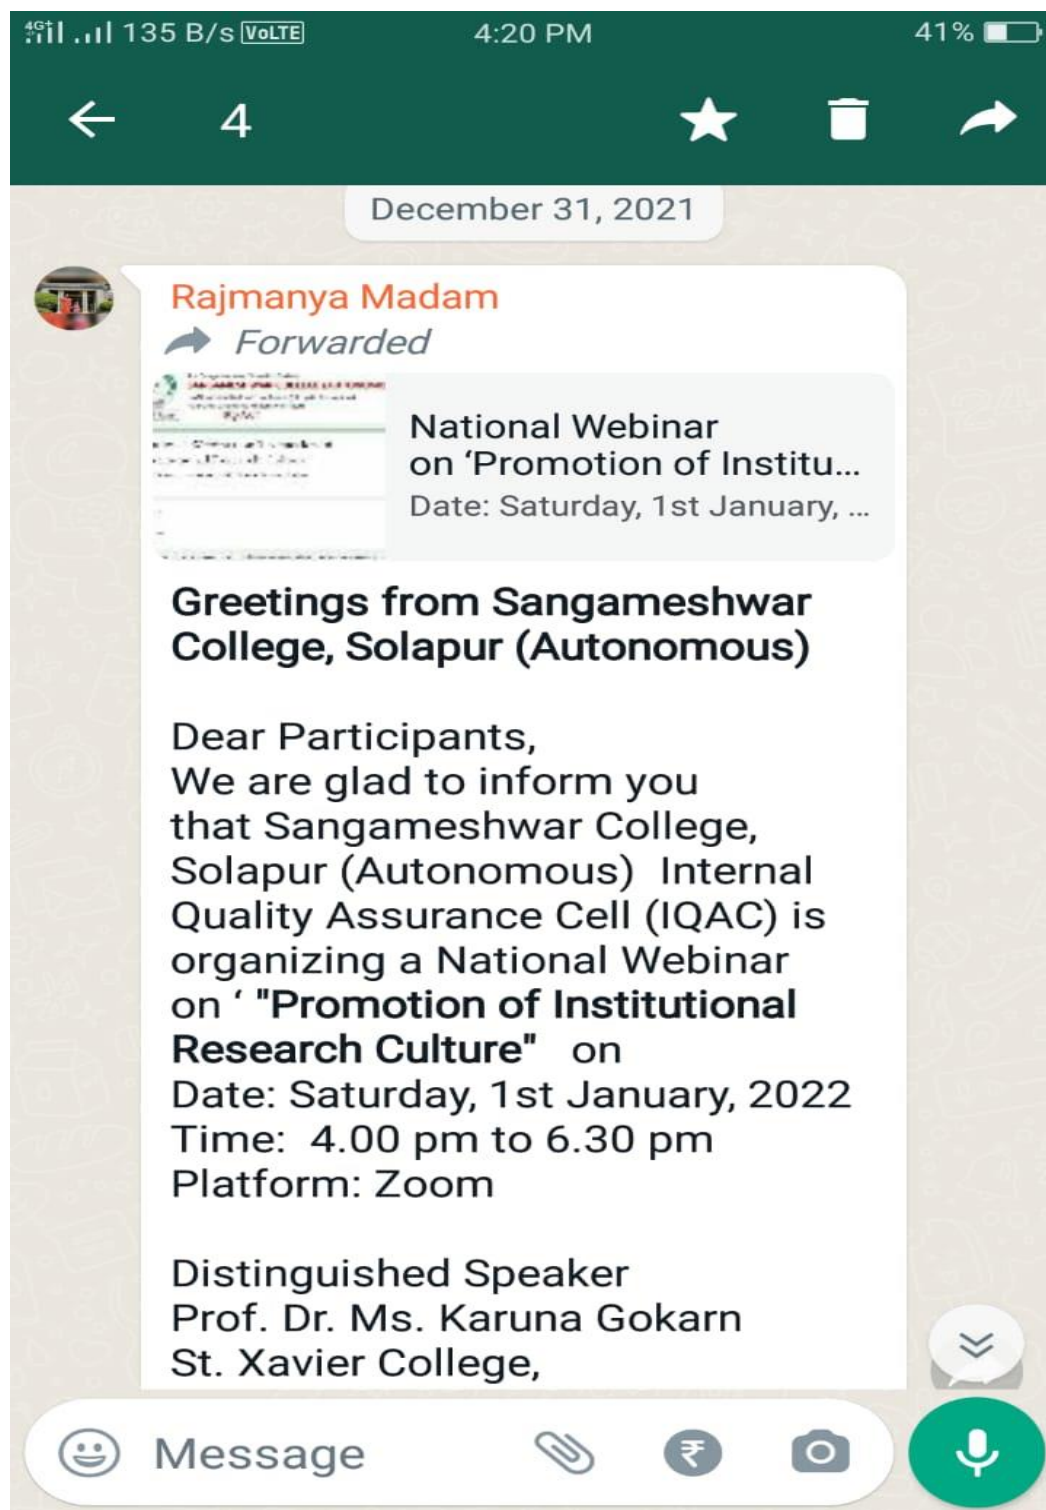 4G+ 135 B/s VoLTE 4:20 PM 41%
4
December 31, 2021
Rajmanya Madam
Forwarded
National Webinar
on ‘Promotion of Institu...
Date: Saturday, 1st January, ...
Greetings from Sangameshwar
College, Solapur (Autonomous)
Dear Participants,
We are glad to inform you
that Sangameshwar College,
Solapur (Autonomous)  Internal
Quality Assurance Cell (IQAC) is
organizing a National Webinar
on ‘ "Promotion of Institutional
Research Culture"   on
Date: Saturday, 1st January, 2022
Time:  4.00 pm to 6.30 pm
Platform: Zoom
Distinguished Speaker
Prof. Dr. Ms. Karuna Gokarn
St. Xavier College,
Message